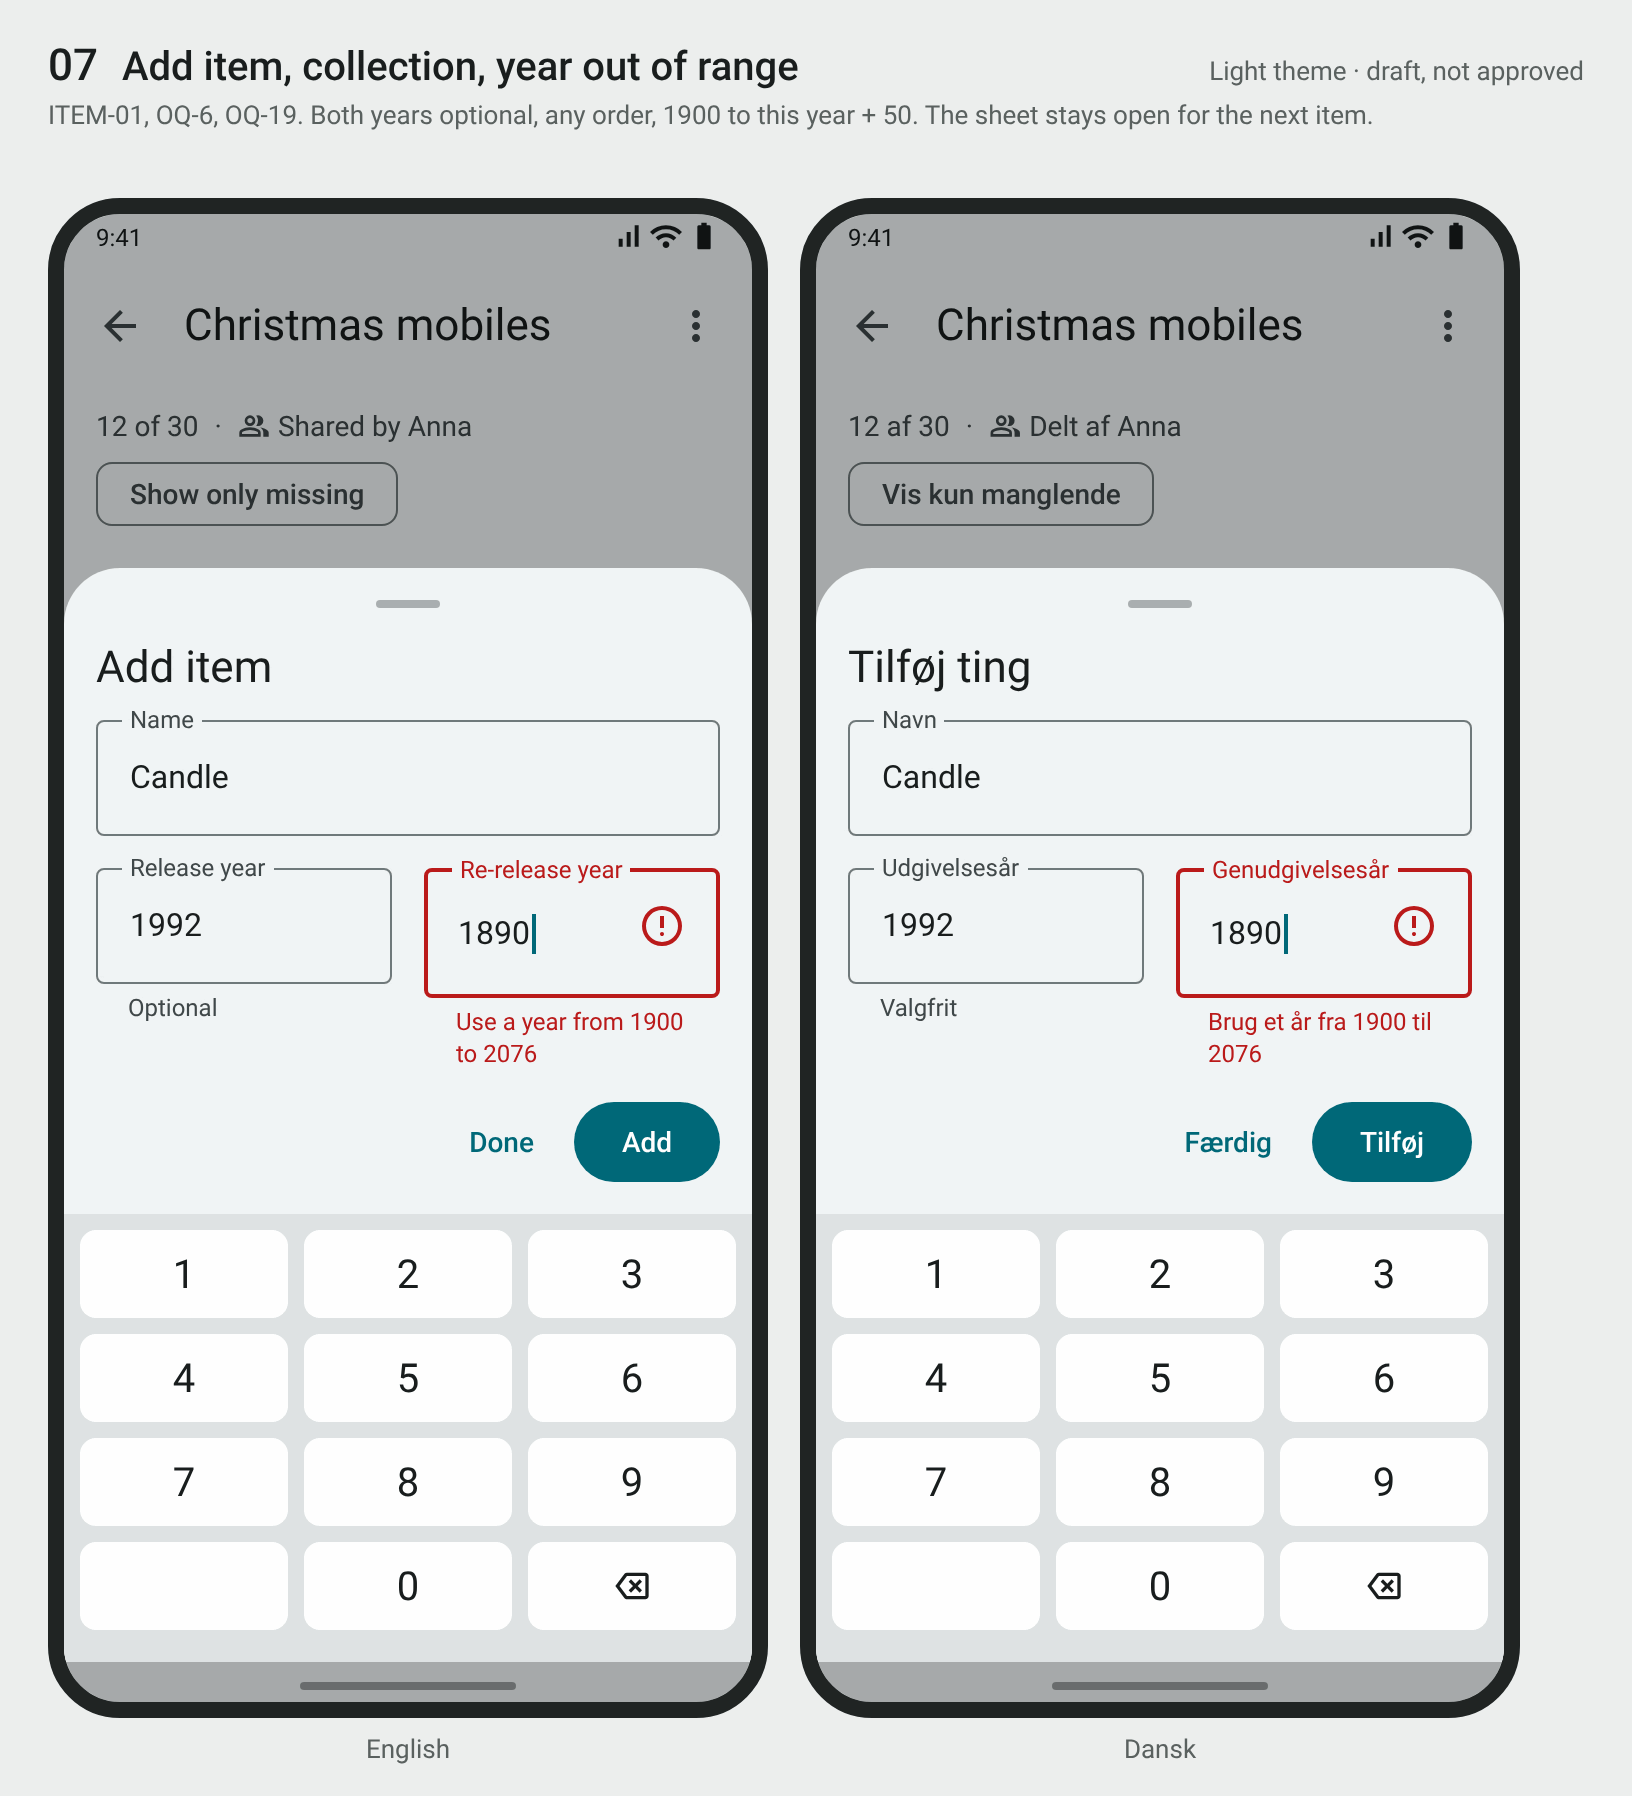 07 Add item, collection, year out of range
Light theme · draft, not approved
ITEM-01, OQ-6, OQ-19. Both years optional, any order, 1900 to this year + 50. The sheet stays open for the next item.
9:41
Christmas mobiles
12 of 30 · Shared by Anna
Show only missing
Add item
Name
Candle
Release year
1992
Optional
Re-release year
1890
Use a year from 1900
to 2076
Done
Add
1 2 3
4 5 6
7 8 9
0
English
9:41
Christmas mobiles
12 af 30 · Delt af Anna
Vis kun manglende
Tilføj ting
Navn
Candle
Udgivelsesår
1992
Valgfrit
Genudgivelsesår
1890
Brug et år fra 1900 til
2076
Færdig
Tilføj
1 2 3
4 5 6
7 8 9
0
Dansk